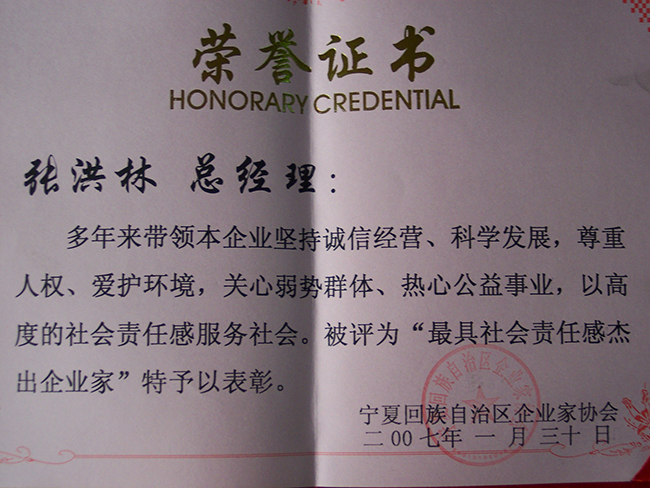 荣誉证书
HONORARY CREDENTIAL
张洪林 总经理：
多年来带领本企业坚持诚信经营、科学发展，尊重
人权、爱护环境，关心弱势群体、热心公益事业，以高
度的社会责任感服务社会。被评为“最具社会责任感杰
出企业家”特予以表彰。
宁夏回族自治区企业家协会
二00七年一月三十日